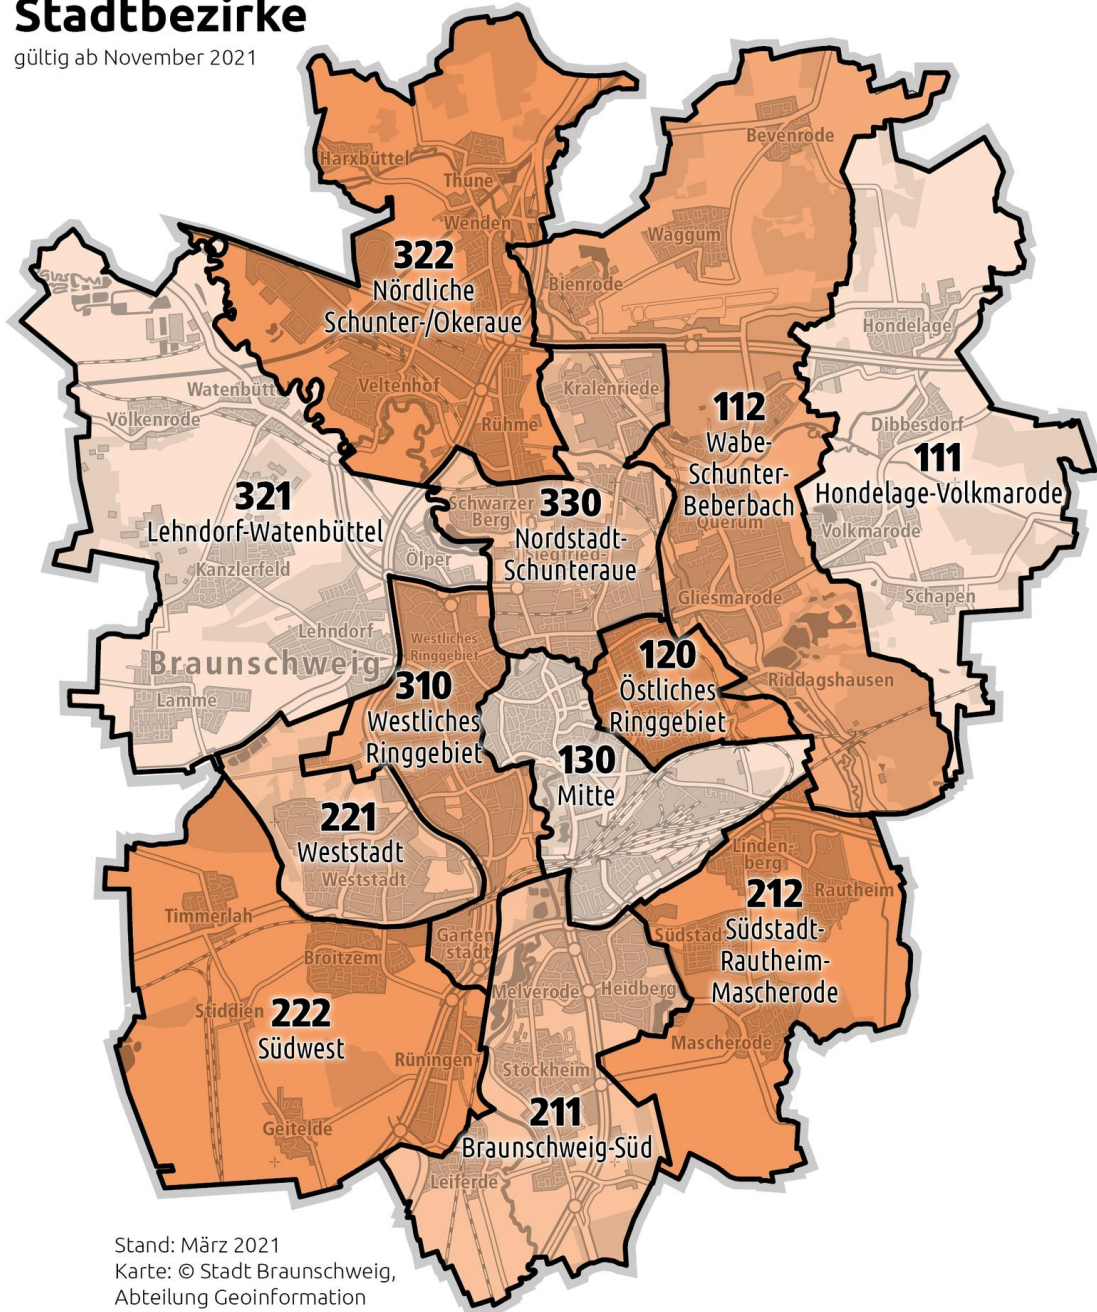 Stadtbezirke
gültig ab November 2021
Bevenrode
Harxbüttel
Thune
Wenden
Waggum
322
Nördliche
Schunter-/Okeraue
Bienrode
Hondelage
Watenbütt
Veltenhof
Kralenriede
Völkenrode
Rühme
112
Wabe-
Schunter-
Beberbach
Querum
Dibbesdorf
111
Hondelage-Volkmarode
Volkmarode
321
Lehndorf-Watenbüttel
Schwarzer
Berg
330
Nordstadt-
Siegfried-
Schunteraue
Kanzlerfeld
Ölper
Gliesmarode
Schapen
Lehndorf
Westliches
Ringgebiet
Braunschweig
120
Östliches
Ringgebiet
Riddagshausen
Lamme
310
Westliches
Ringgebiet
130
Mitte
221
Weststadt
Weststadt
Linden-
berg
Rautheim
212
Südstadt-
Rautheim-
Mascherode
Südstad
Timmerlah
Garten
stadt
Broitzem
Melverode
Heidberg
Stiddien
222
Südwest
Mascherode
Rüningen
Stöckheim
211
Braunschweig-Süd
Geitelde
Leiferde
Stand: März 2021
Karte: © Stadt Braunschweig,
Abteilung Geoinformation